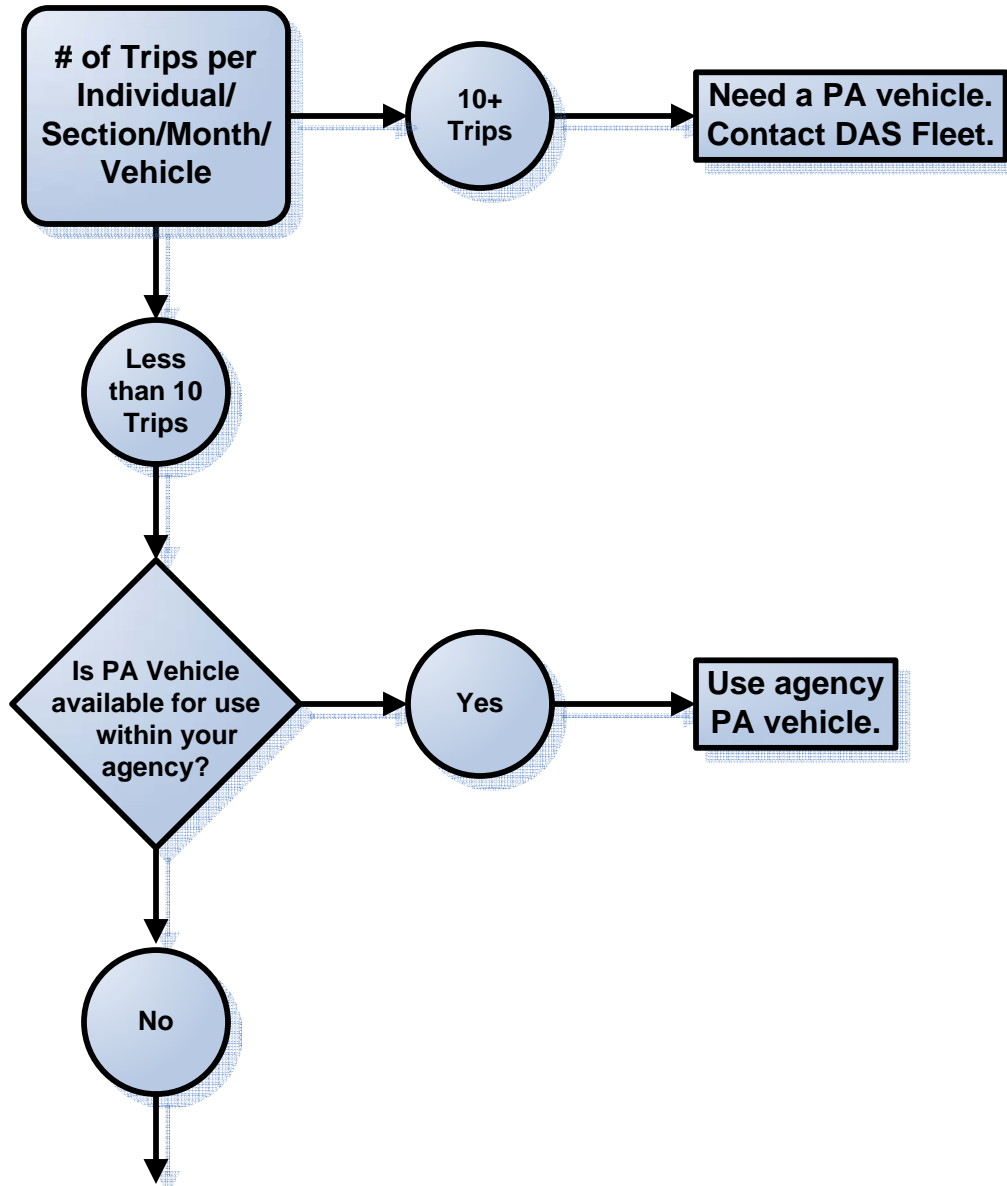 # of Trips per
Individual/
Section/Month/
Vehicle
10+
Trips
Need a PA vehicle.
Contact DAS Fleet.
Less
than 10
Trips
Is PA Vehicle
available for use
within your
agency?
Yes
Use agency
PA vehicle.
No